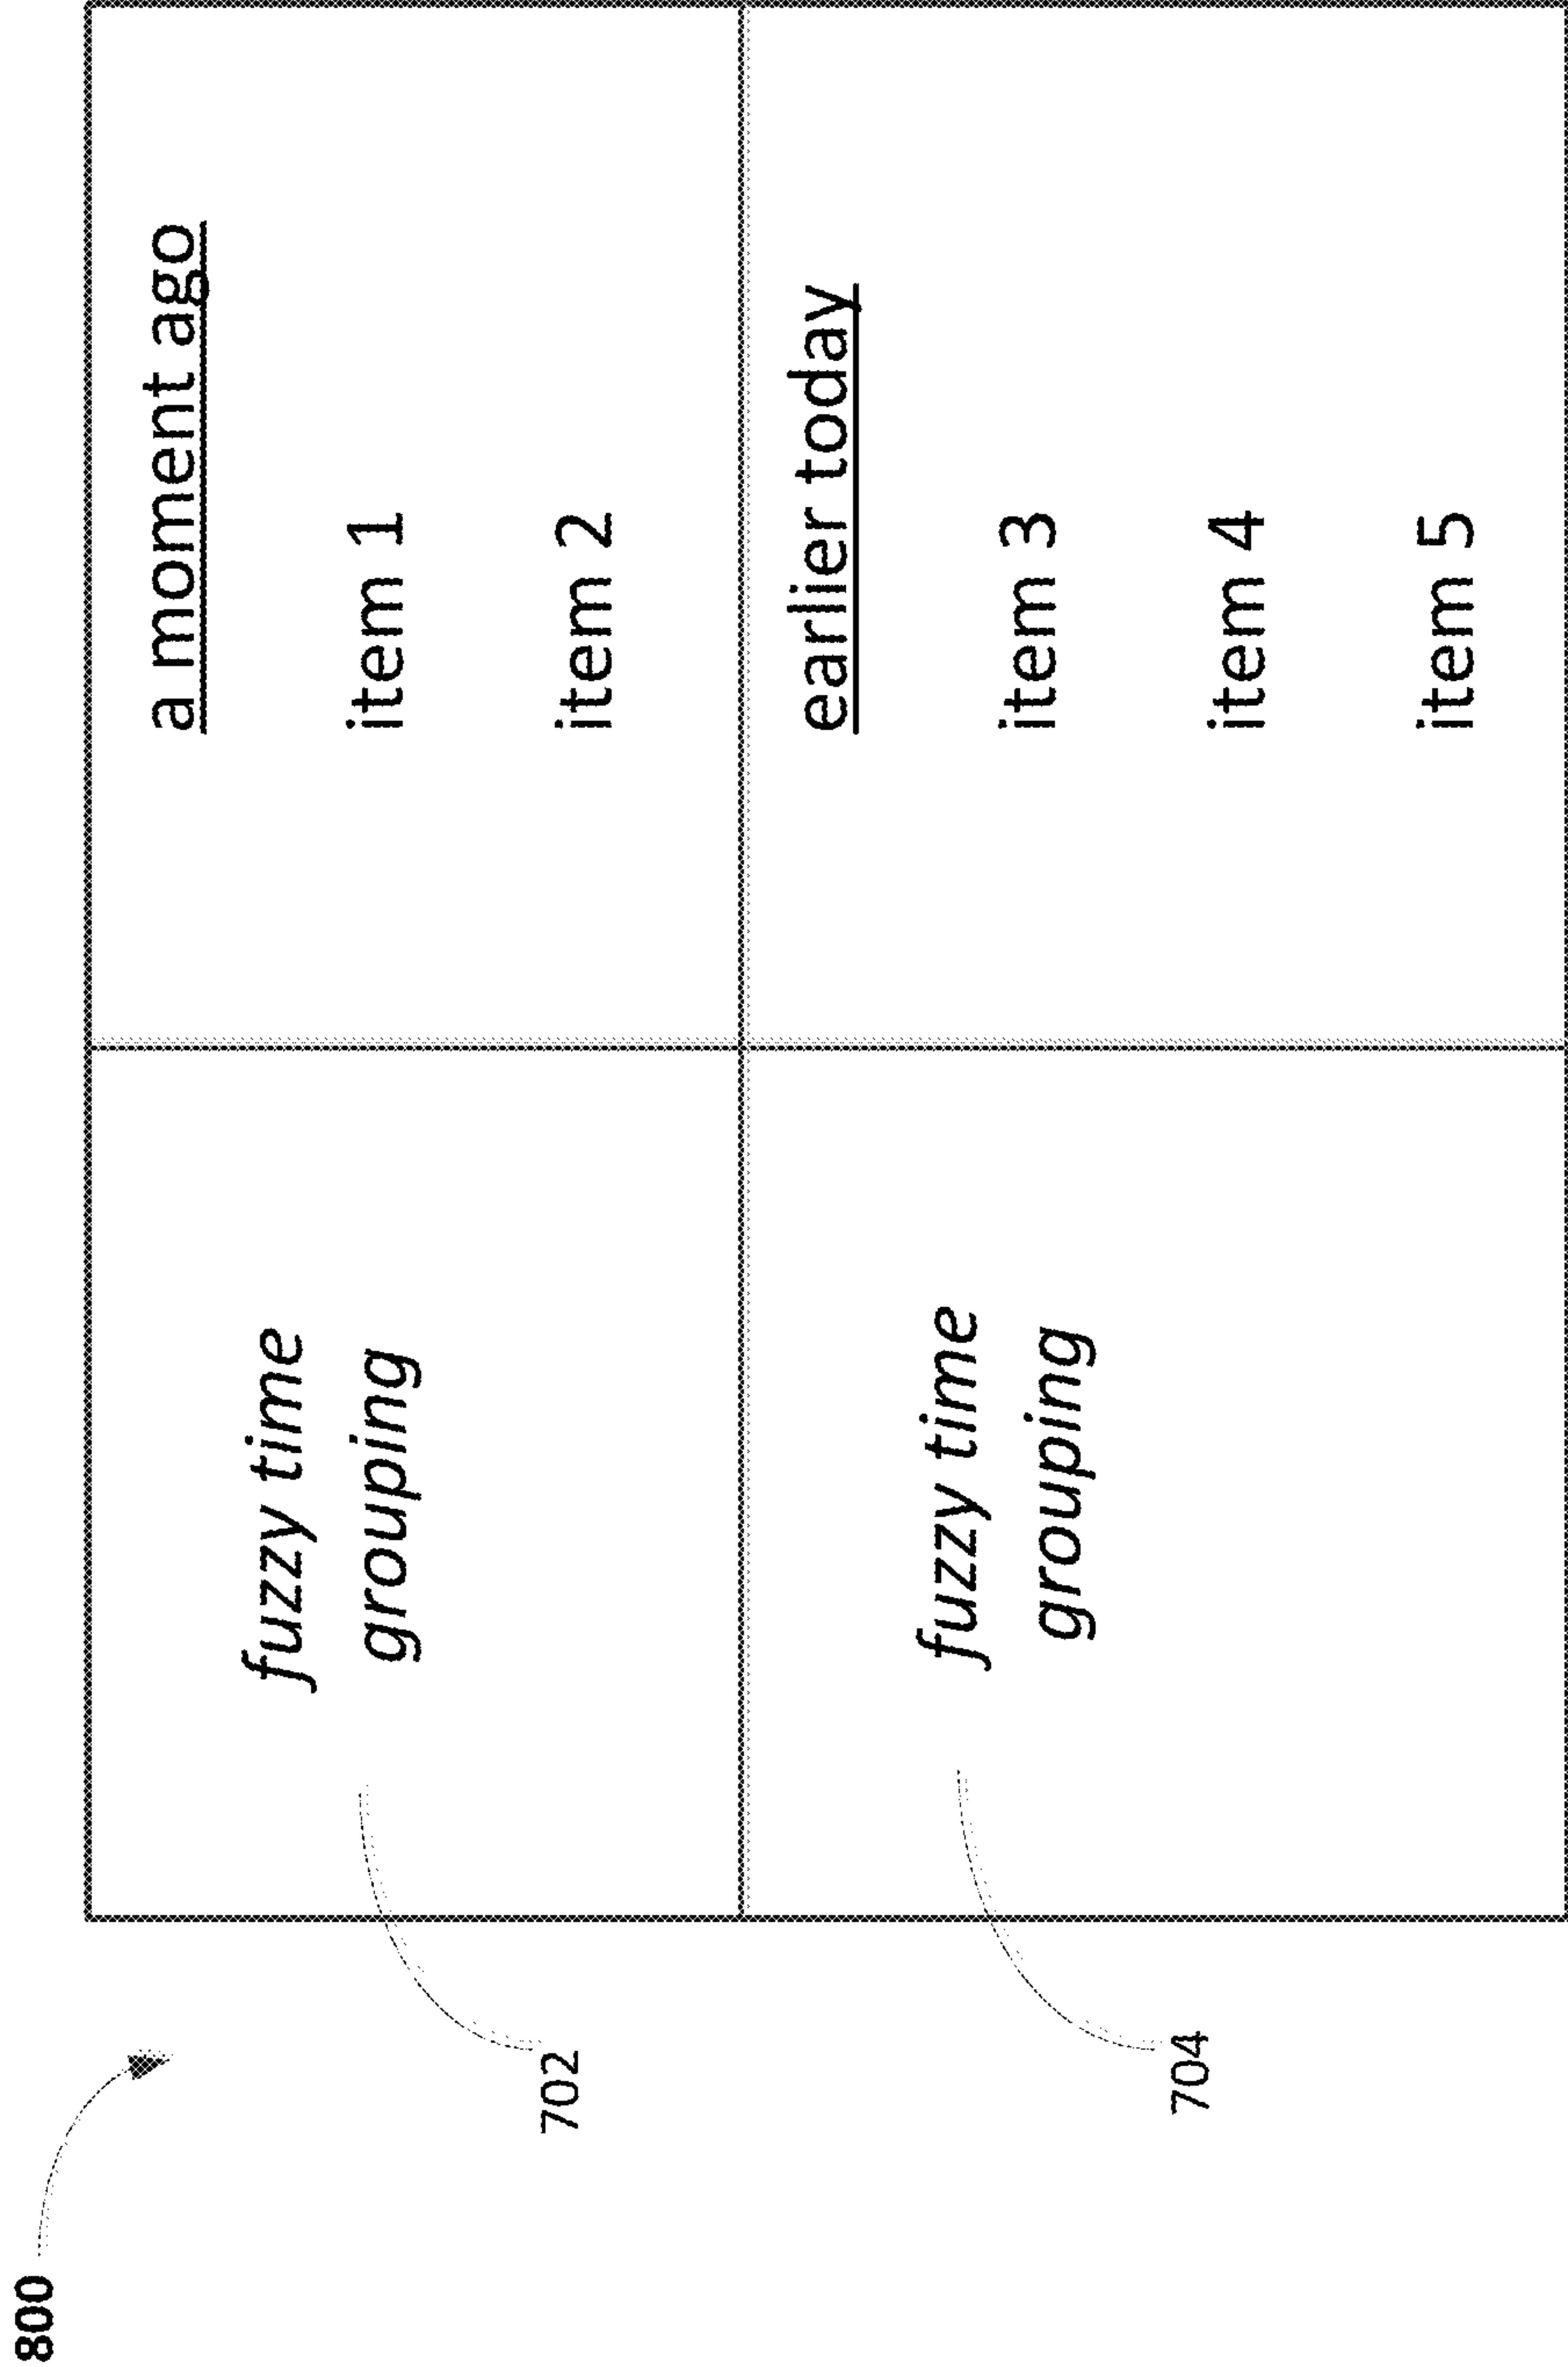 800
fuzzy time
grouping
a moment ago
item 1
item 2
702
fuzzy time
grouping
earlier today
item 3
item 4
item 5
704